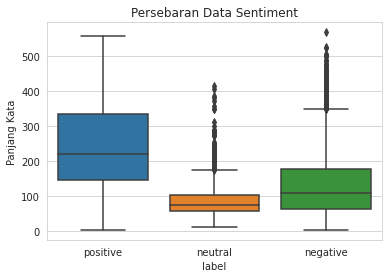 Persebaran Data Sentiment
Panjang Kata
500
400
300
200
100
0
positive neutral negative
label